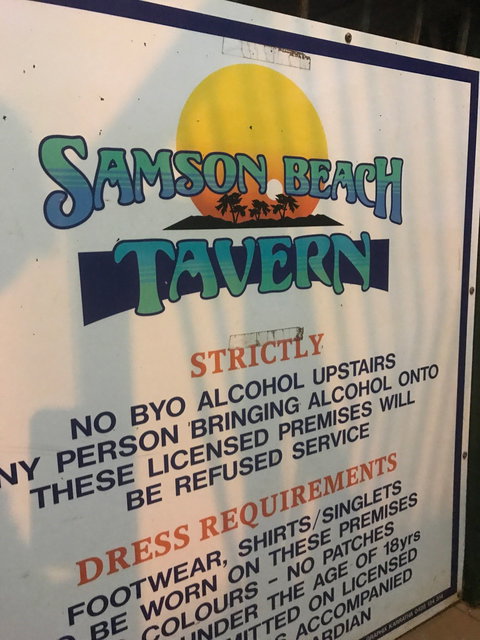 SAMSON BEACH
TAVERN
STRICTLY
NO BYO ALCOHOL UPSTAIRS
NY PERSON BRINGING ALCOHOL ONTO
THESE LICENSED PREMISES WILL
BE REFUSED SERVICE
DRESS REQUIREMENTS
FOOTWEAR, SHIRTS/SINGLETS
O BE WORN ON THESE PREMISES
COLOURS - NO PATCHES
UNDER THE AGE OF 18yrs
MITTED ON LICENSED
S ACCOMPANIED
RDIAN
KARRATHA